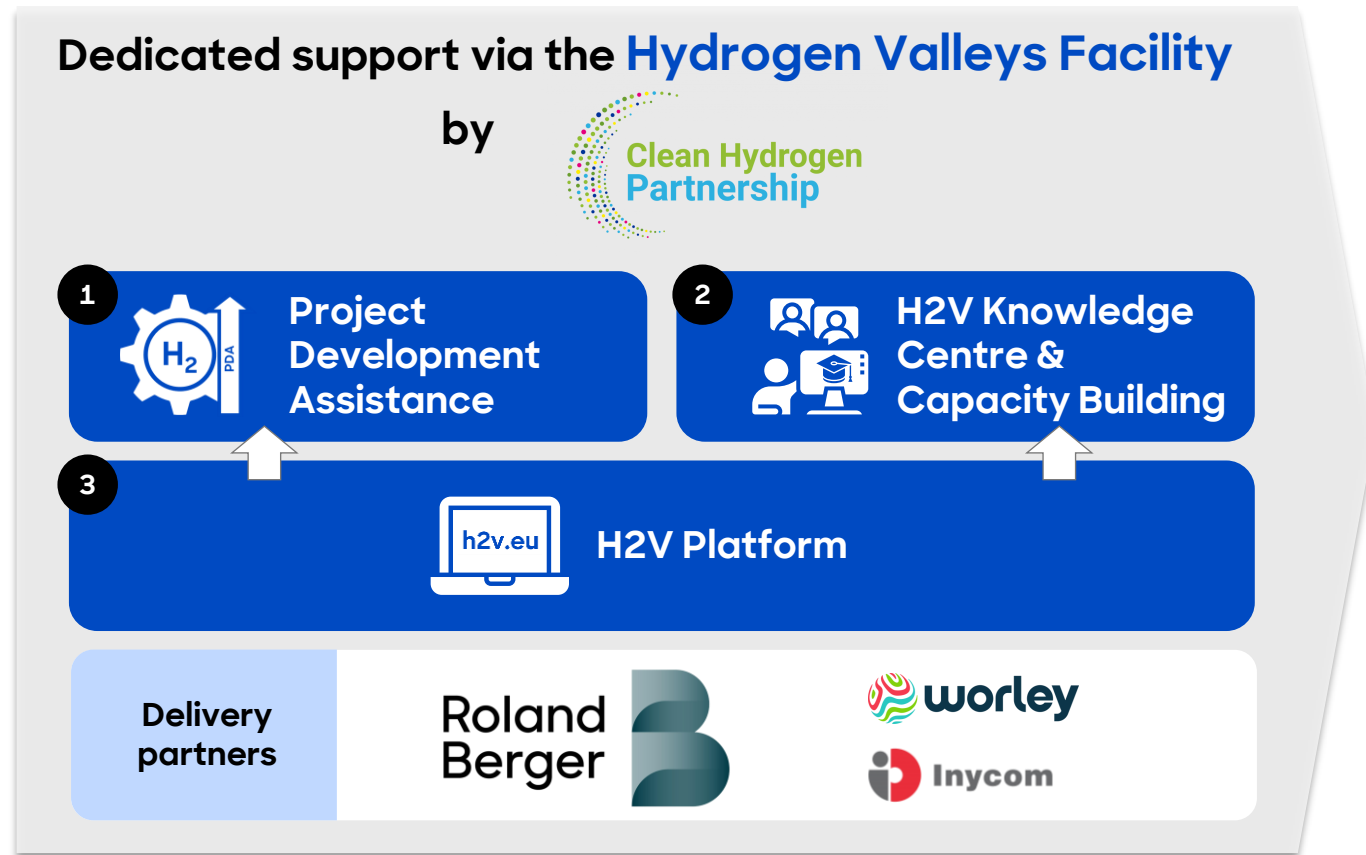 Dedicated support via the Hydrogen Valleys Facility
by
Clean Hydrogen
Partnership
1
H2
PDA
Project
Development
Assistance
2
H2V Knowledge
Centre &
Capacity Building
3
h2v.eu
H2V Platform
Delivery
partners
Roland
Berger
worley
Inycom